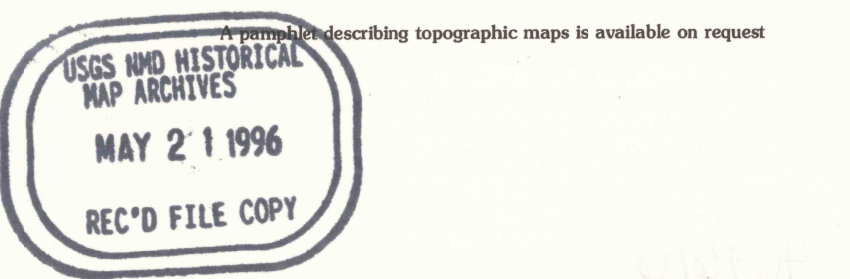 A pamphlet describing topographic maps is available on request
USGS NMD HISTORICAL
MAP ARCHIVES
MAY 21 1996
REC'D FILE COPY